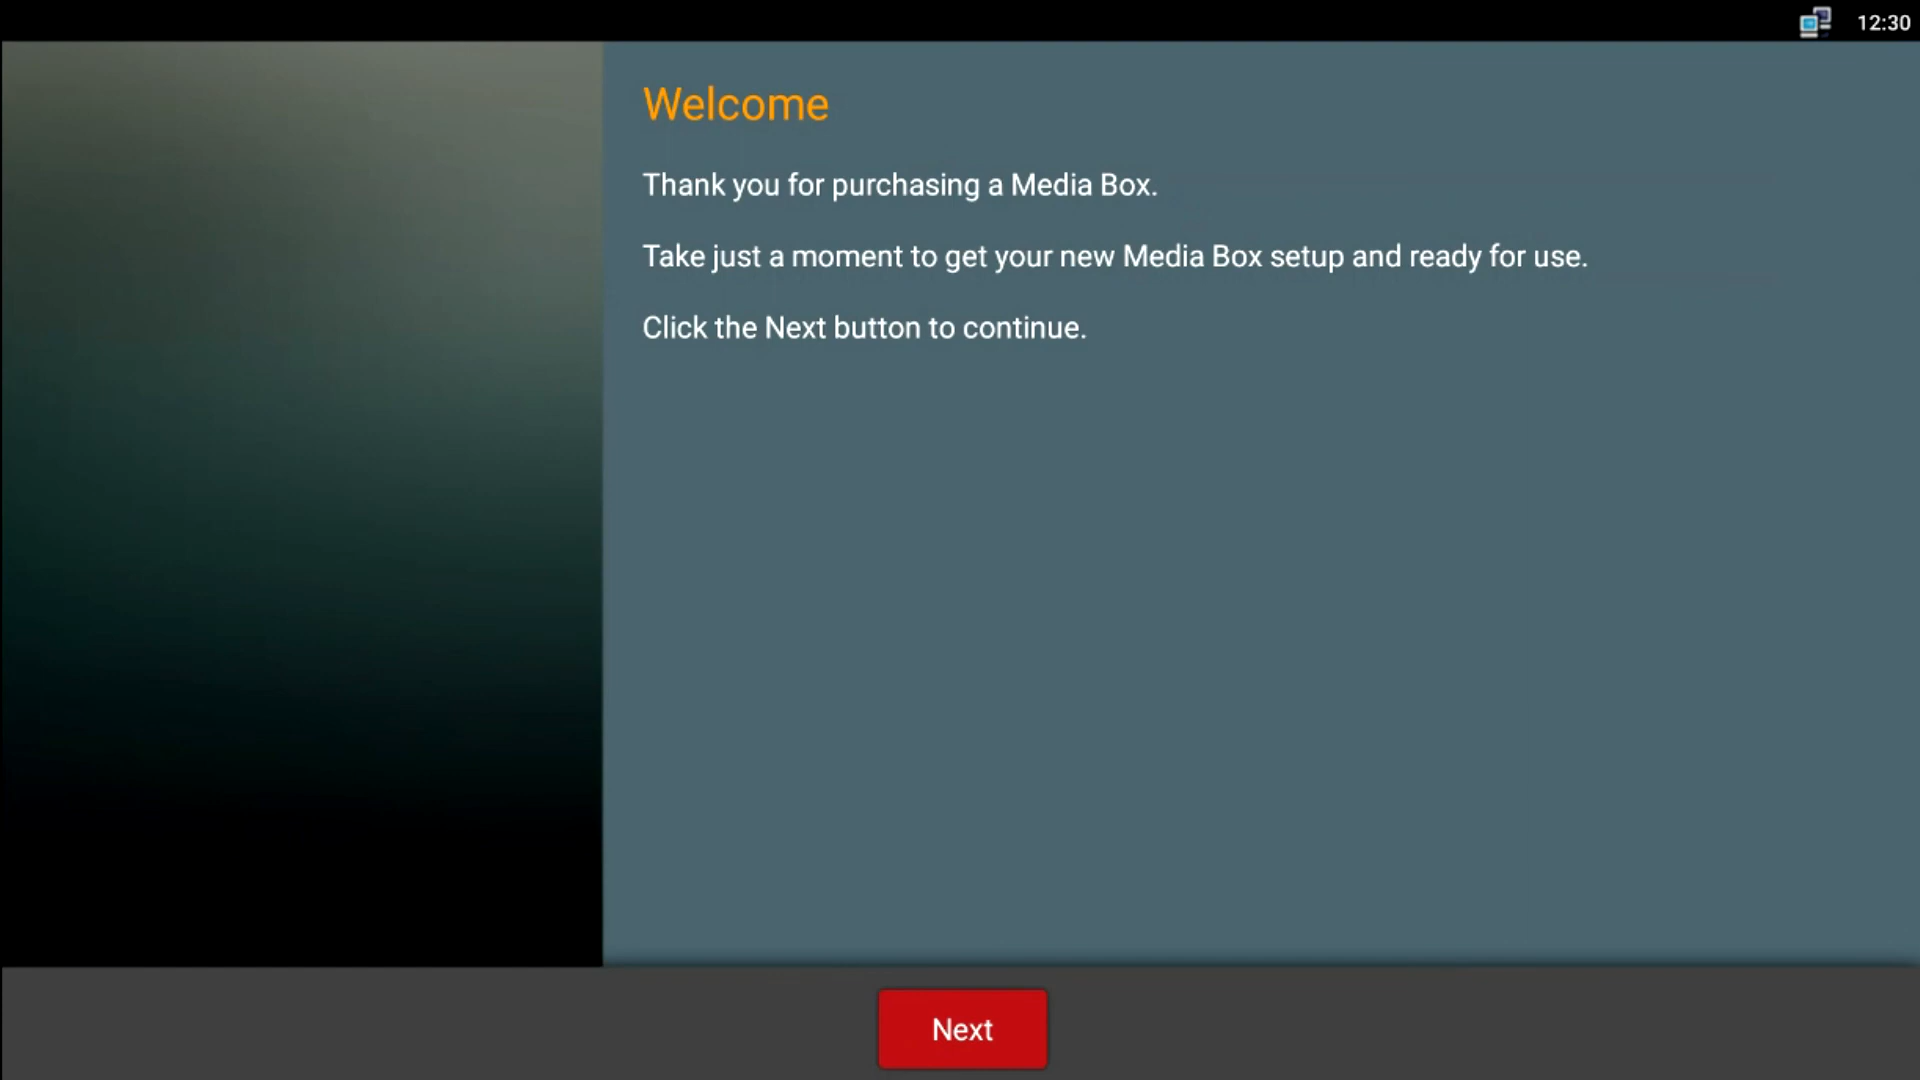 12:30
Welcome
Thank you for purchasing a Media Box.
Take just a moment to get your new Media Box setup and ready for use.
Click the Next button to continue.
Next